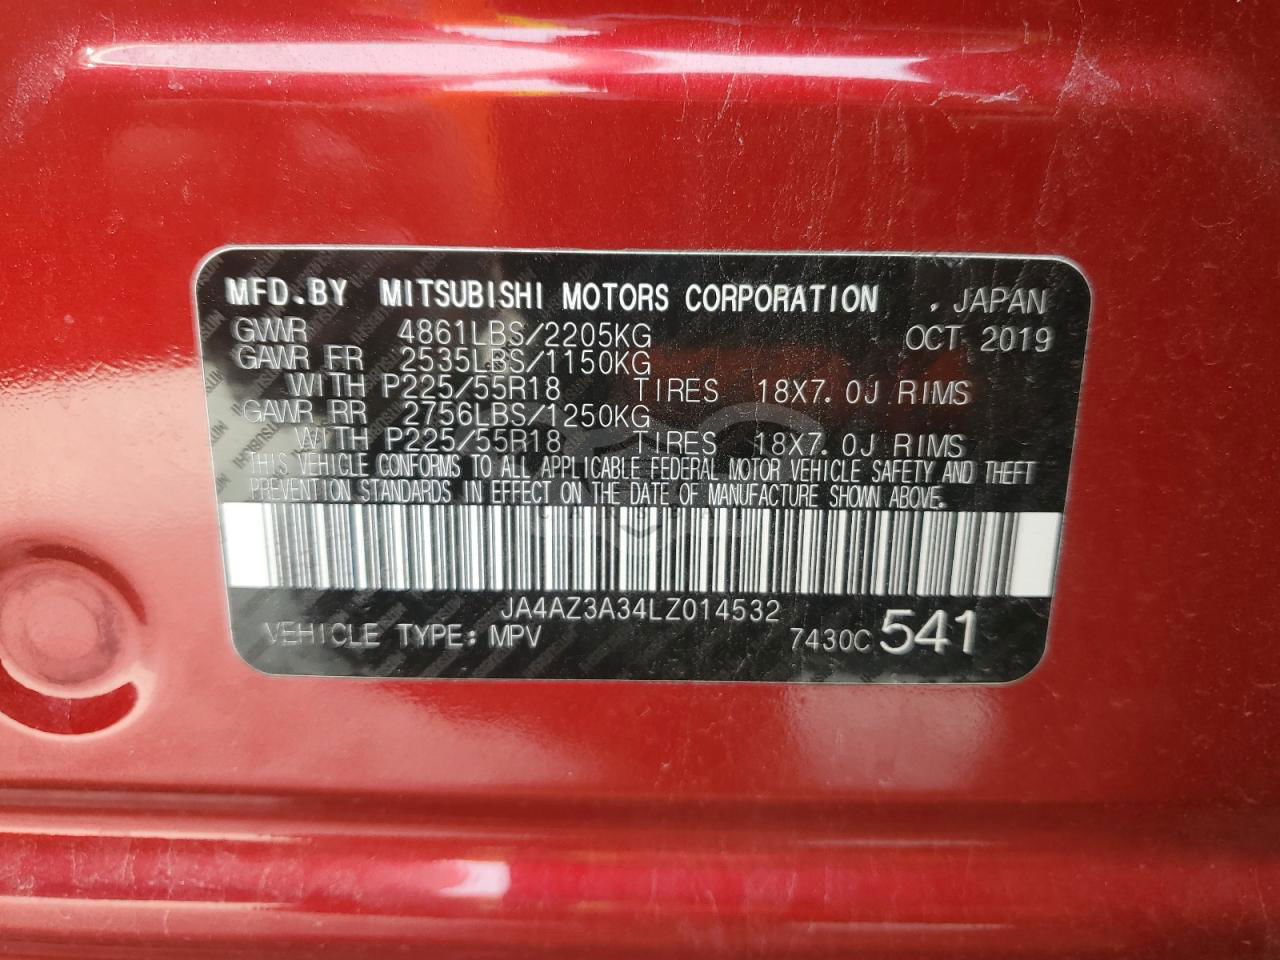 MFD.BY MITSUBISHI MOTORS CORPORATION , JAPAN
GVWR 4861LBS/2205KG OCT 2019
GAWR FR 2535LBS/1150KG
WITH P225/55R18 TIRES 18X7.0J RIMS
GAWR RR 2756LBS/1250KG
WITH P225/55R18 TIRES 18X7.0J RIMS
THIS VEHICLE CONFORMS TO ALL APPLICABLE FEDERAL MOTOR VEHICLE SAFETY AND THEFT
PREVENTION STANDARDS IN EFFECT ON THE DATE OF MANUFACTURE SHOWN ABOVE.
JA4AZ3A34LZ014532
VEHICLE TYPE: MPV 7430C 541